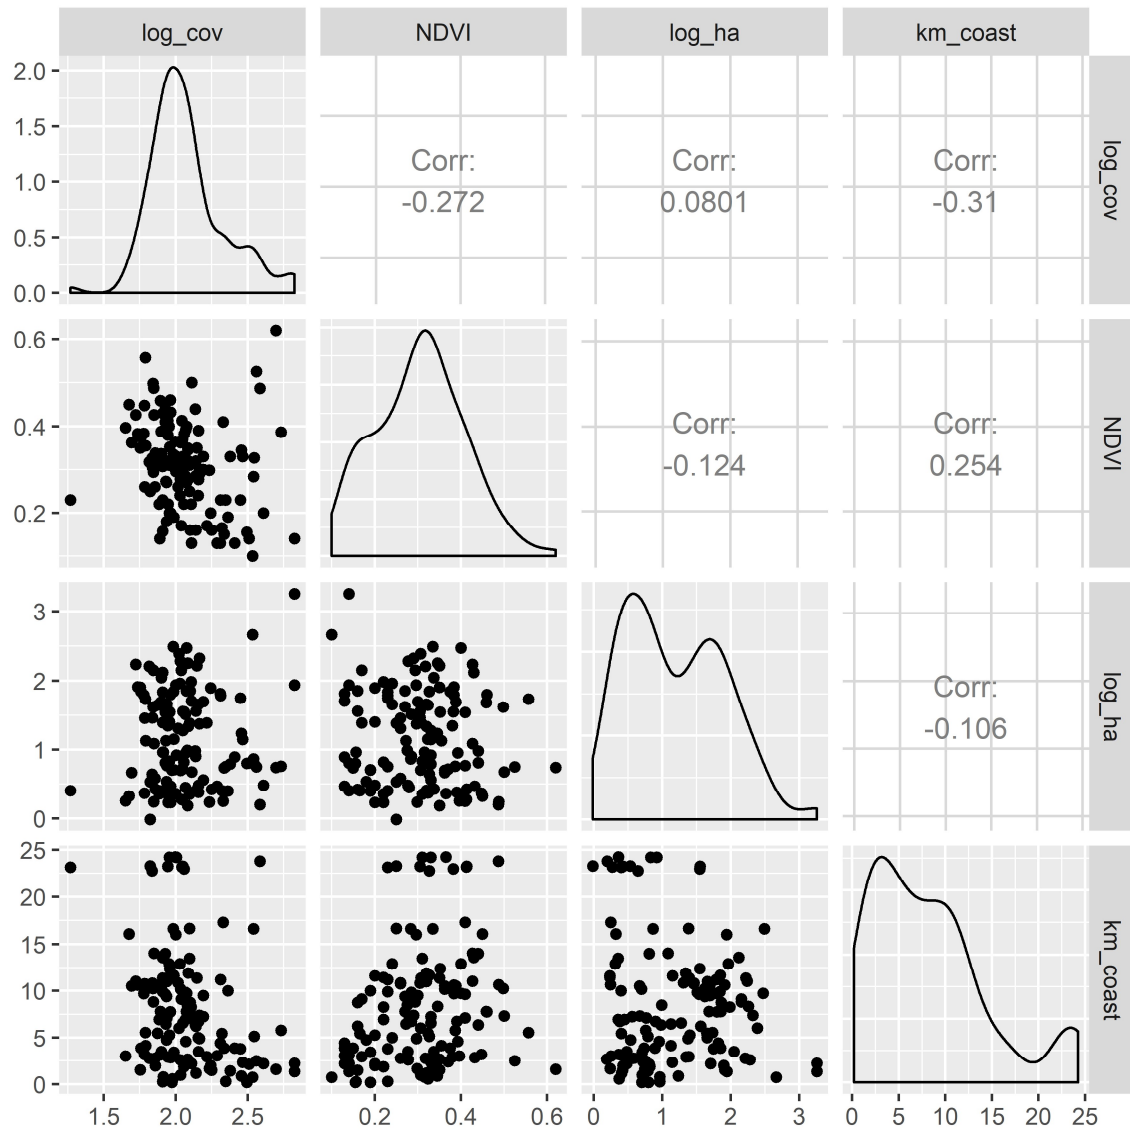 log_cov NDVI log_ha km_coast
2.0
1.5
1.0
0.5
0.0
Corr:
-0.272
Corr:
0.0801
Corr:
-0.31
log_cov
0.6
0.4
0.2
Corr:
-0.124
Corr:
0.254
NDVI
3
2
1
0
Corr:
-0.106
log_ha
25
20
15
10
5
0
km_coast
1.5 2.0 2.5 0.2 0.4 0.6 0 1 2 3 0 5 10 15 20 25